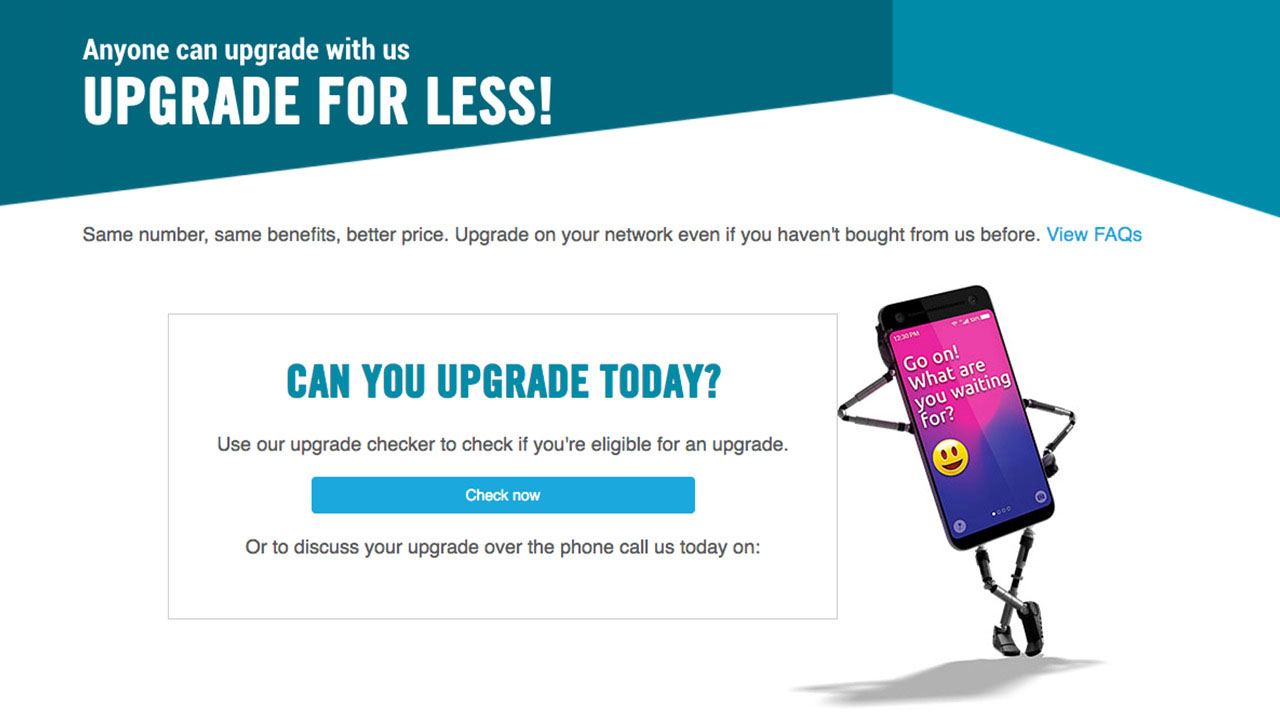 Anyone can upgrade with us
UPGRADE FOR LESS!
Same number, same benefits, better price. Upgrade on your network even if you haven't bought from us before. View FAQs
CAN YOU UPGRADE TODAY?
Use our upgrade checker to check if you're eligible for an upgrade.
Check now
Or to discuss your upgrade over the phone call us today on:
12:30 PM
100%
Go on!
What are
you waiting
for?